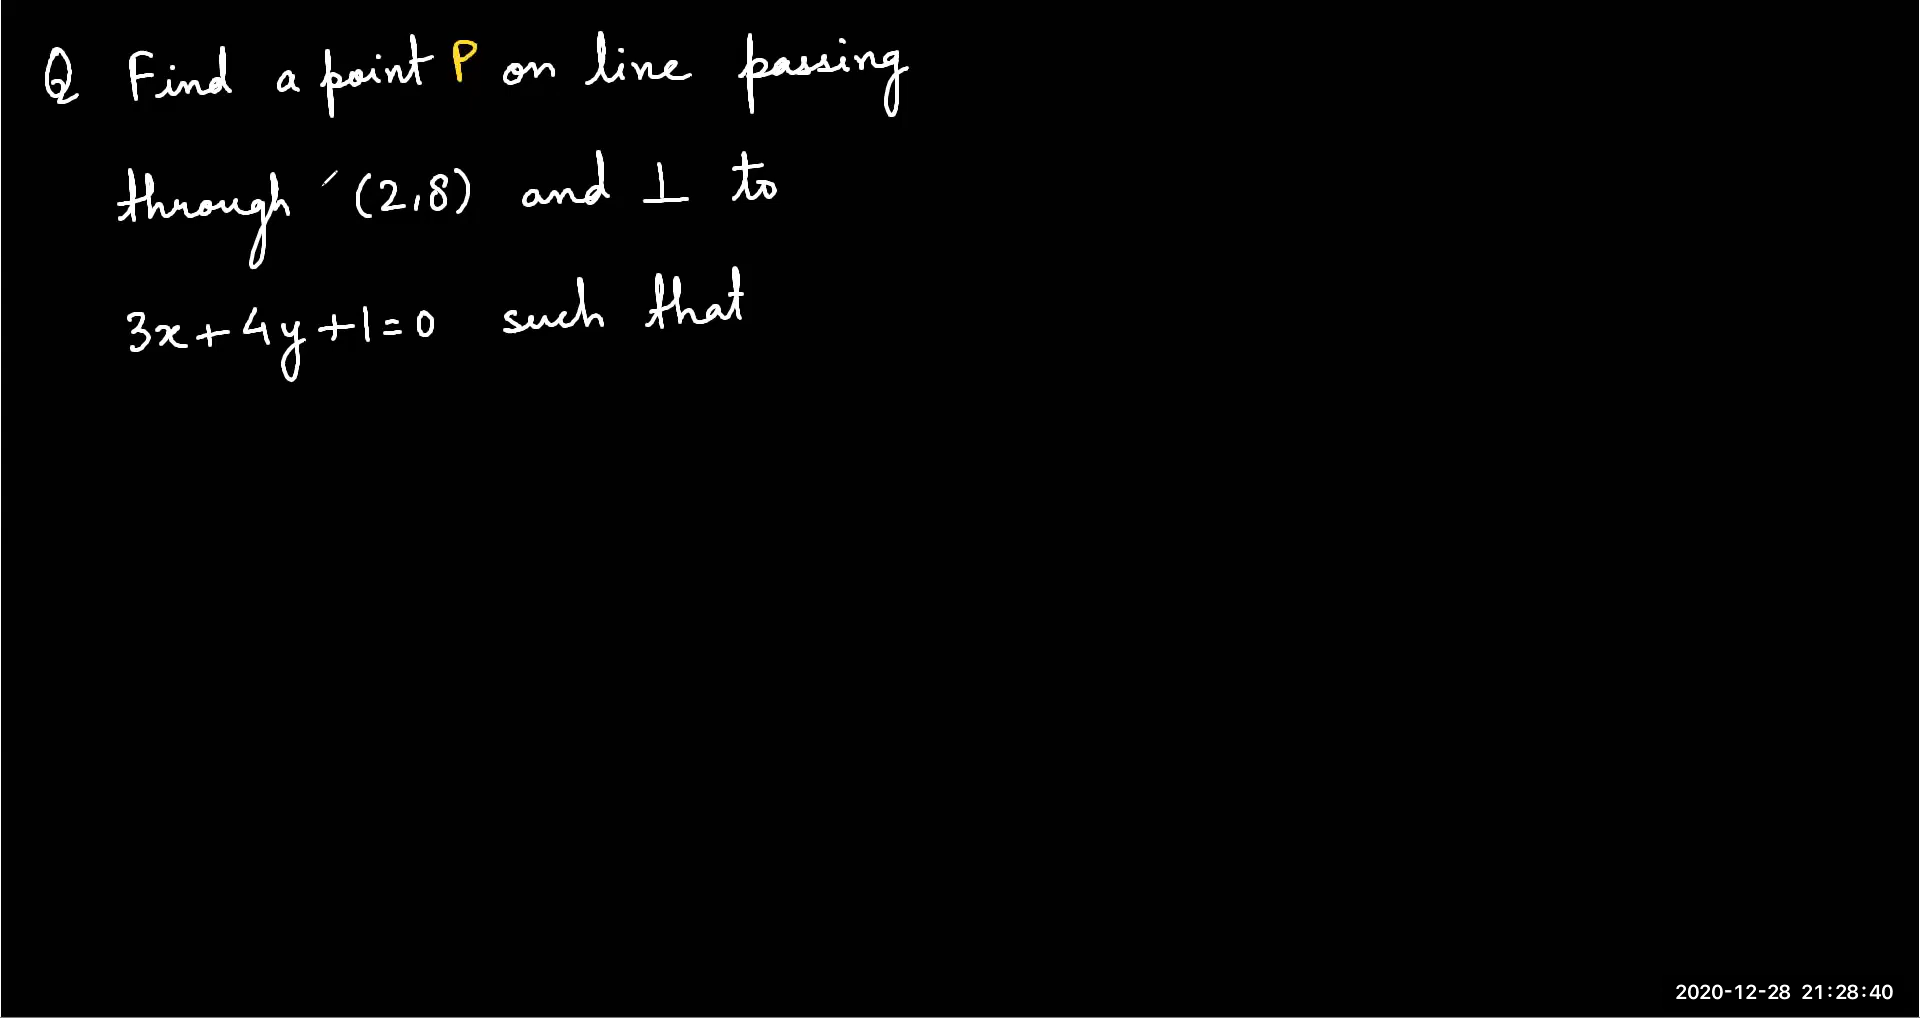 Q Find a point P on line passing
through (2,8) and ⊥ to
3x+4y+1=0 such that
2020-12-28 21:28:40